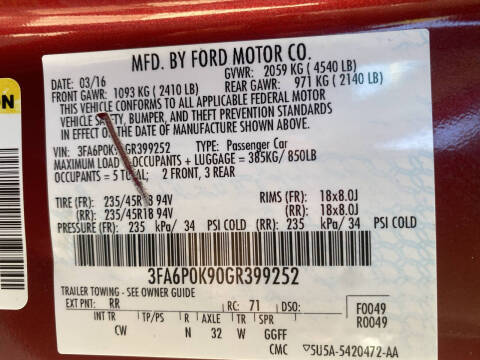 MFD. BY FORD MOTOR CO.
DATE: 03/16 GVWR: 2059 KG ( 4540 LB)
FRONT GAWR: 1093 KG ( 2410 LB) REAR GAWR: 971 KG ( 2140 LB)
THIS VEHICLE CONFORMS TO ALL APPLICABLE FEDERAL MOTOR
VEHICLE SAFETY, BUMPER, AND THEFT PREVENTION STANDARDS
IN EFFECT ON THE DATE OF MANUFACTURE SHOWN ABOVE.
VIN: 3FA6P0K90GR399252 TYPE: Passenger Car
MAXIMUM LOAD = OCCUPANTS + LUGGAGE = 385KG/ 850LB
OCCUPANTS = 5 TOTAL; 2 FRONT, 3 REAR
TIRE (FR): 235/45R18 94V RIMS (FR): 18x8.0J
(RR): 235/45R18 94V (RR): 18x8.0J
PRESSURE (FR): 235 kPa/ 34 PSI COLD (RR): 235 kPa/ 34 PSI COLD
3FA6P0K90GR399252
TRAILER TOWING - SEE OWNER GUIDE
EXT PNT: RR RC: 71 DSO: F0049
R0049
INT TR TP/PS R AXLE TR SPR
CW N 32 W GGFF
CMC 5U5A-5420472-AA
ON